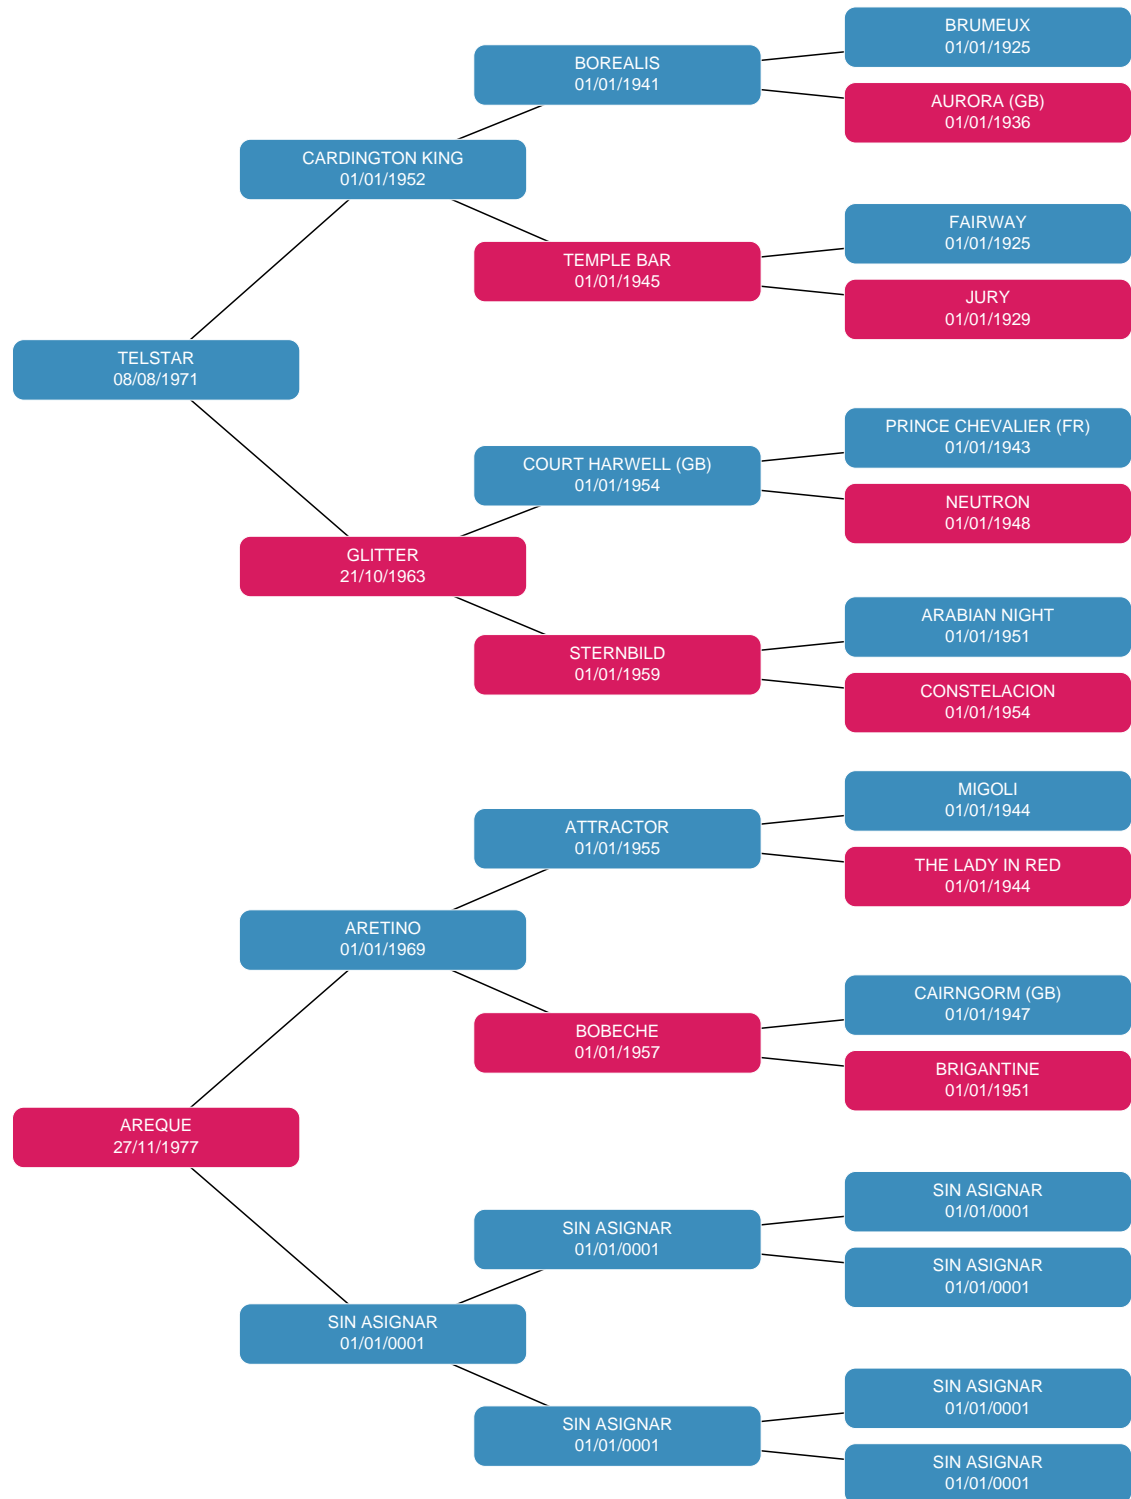 BRUMEUX
01/01/1925
BOREALIS
01/01/1941
AURORA (GB)
01/01/1936
CARDINGTON KING
01/01/1952
FAIRWAY
01/01/1925
TEMPLE BAR
01/01/1945
JURY
01/01/1929
TELSTAR
08/08/1971
PRINCE CHEVALIER (FR)
01/01/1943
COURT HARWELL (GB)
01/01/1954
NEUTRON
01/01/1948
GLITTER
21/10/1963
ARABIAN NIGHT
01/01/1951
STERNBILD
01/01/1959
CONSTELACION
01/01/1954
MIGOLI
01/01/1944
ATTRACTOR
01/01/1955
THE LADY IN RED
01/01/1944
ARETINO
01/01/1969
CAIRNGORM (GB)
01/01/1947
BOBECHE
01/01/1957
BRIGANTINE
01/01/1951
AREQUE
27/11/1977
SIN ASIGNAR
01/01/0001
SIN ASIGNAR
01/01/0001
SIN ASIGNAR
01/01/0001
SIN ASIGNAR
01/01/0001
SIN ASIGNAR
01/01/0001
SIN ASIGNAR
01/01/0001
SIN ASIGNAR
01/01/0001